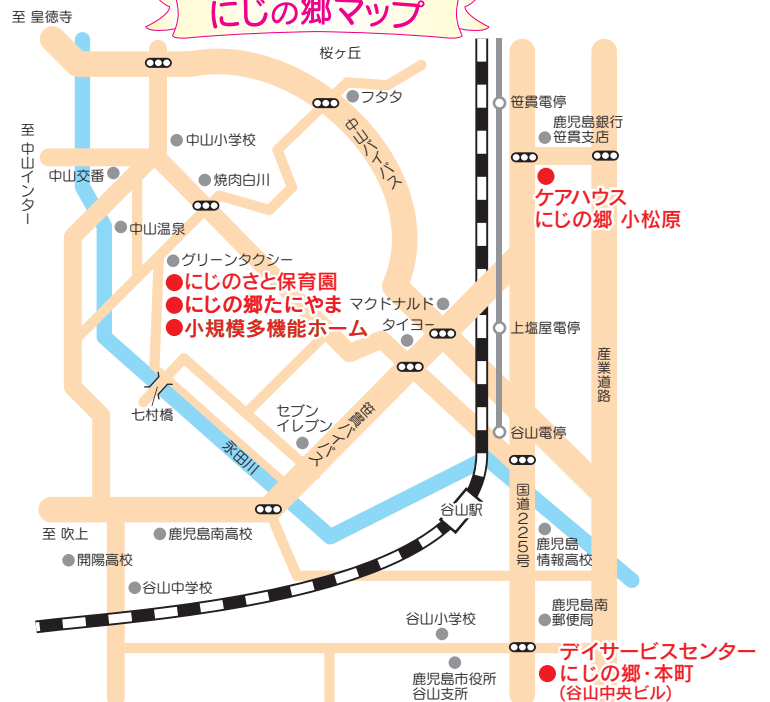 にじの郷マップ
至 皇徳寺
桜ヶ丘
フタタ
笹貫電停
鹿児島銀行
笹貫支店
中山バイパス
至 中山インター
中山小学校
中山交番
焼肉白川
ケアハウス
にじの郷 小松原
中山温泉
グリーンタクシー
にじのさと保育園
にじの郷たにやま
小規模多機能ホーム
マクドナルド
タイヨー
上塩屋電停
産業道路
七村橋
セブン
イレブン
笹貫バイパス
永田川
谷山電停
谷山駅
国道225号
至 吹上
鹿児島南高校
鹿児島
情報高校
開陽高校
谷山中学校
谷山小学校
鹿児島南
郵便局
鹿児島市役所
谷山支所
デイサービスセンター
にじの郷・本町
(谷山中央ビル)